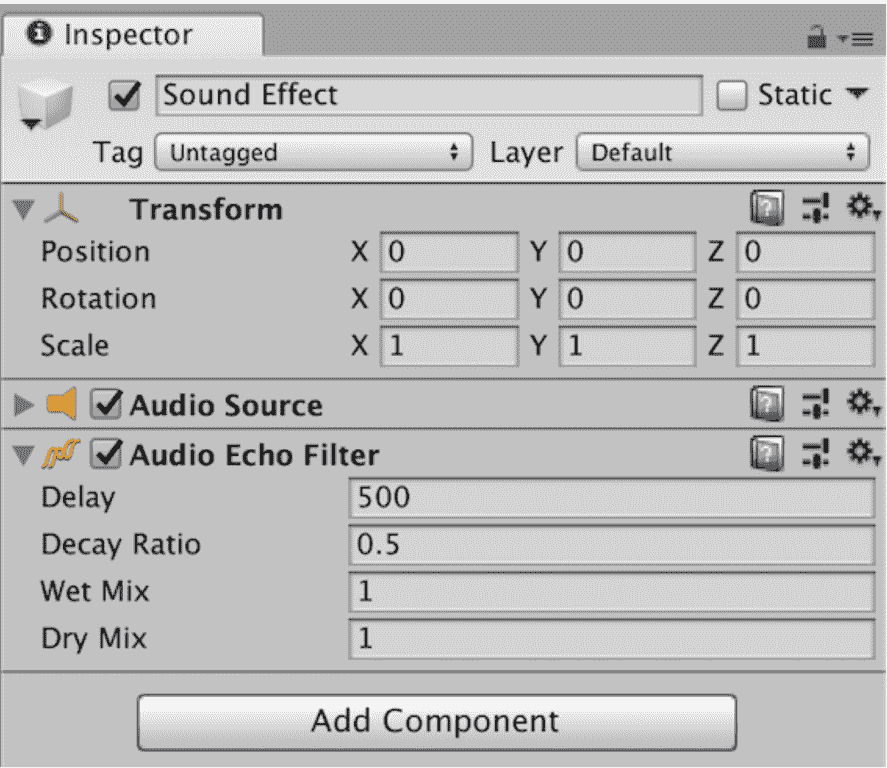 Inspector
Sound Effect Static
Tag Untagged Layer Default
Transform
Position X 0 Y 0 Z 0
Rotation X 0 Y 0 Z 0
Scale X 1 Y 1 Z 1
Audio Source
Audio Echo Filter
Delay 500
Decay Ratio 0.5
Wet Mix 1
Dry Mix 1
Add Component